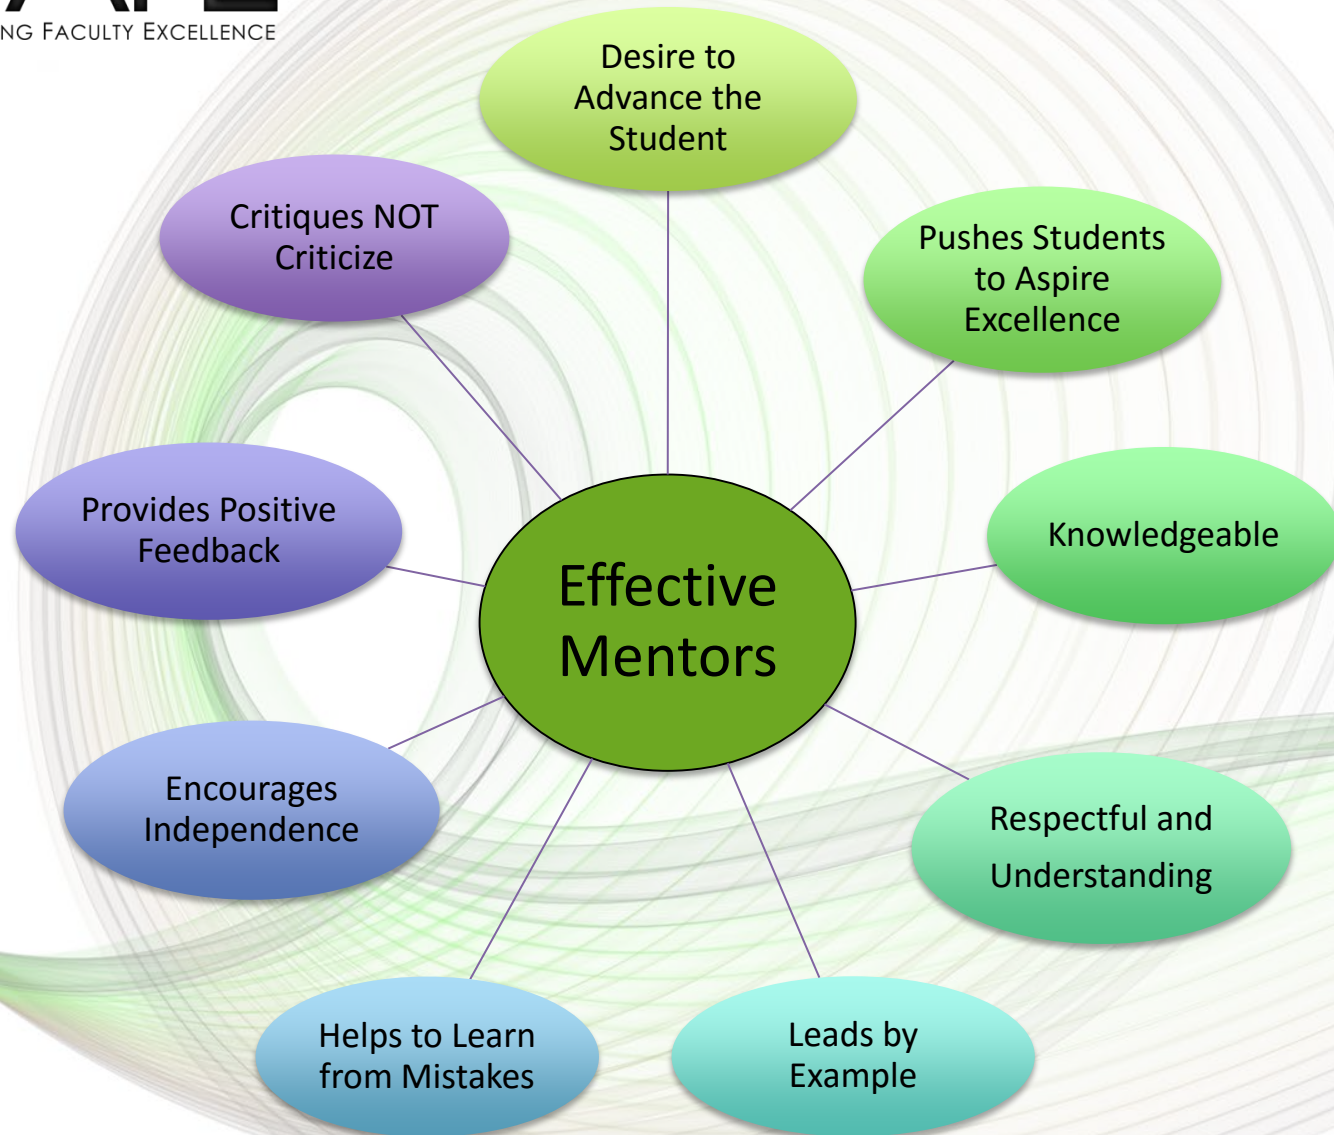 NG FACULTY EXCELLENCE
Desire to
Advance the
Student
Pushes Students
to Aspire
Excellence
Knowledgeable
Respectful and
Understanding
Leads by
Example
Helps to Learn
from Mistakes
Encourages
Independence
Provides Positive
Feedback
Critiques NOT
Criticize
Effective
Mentors